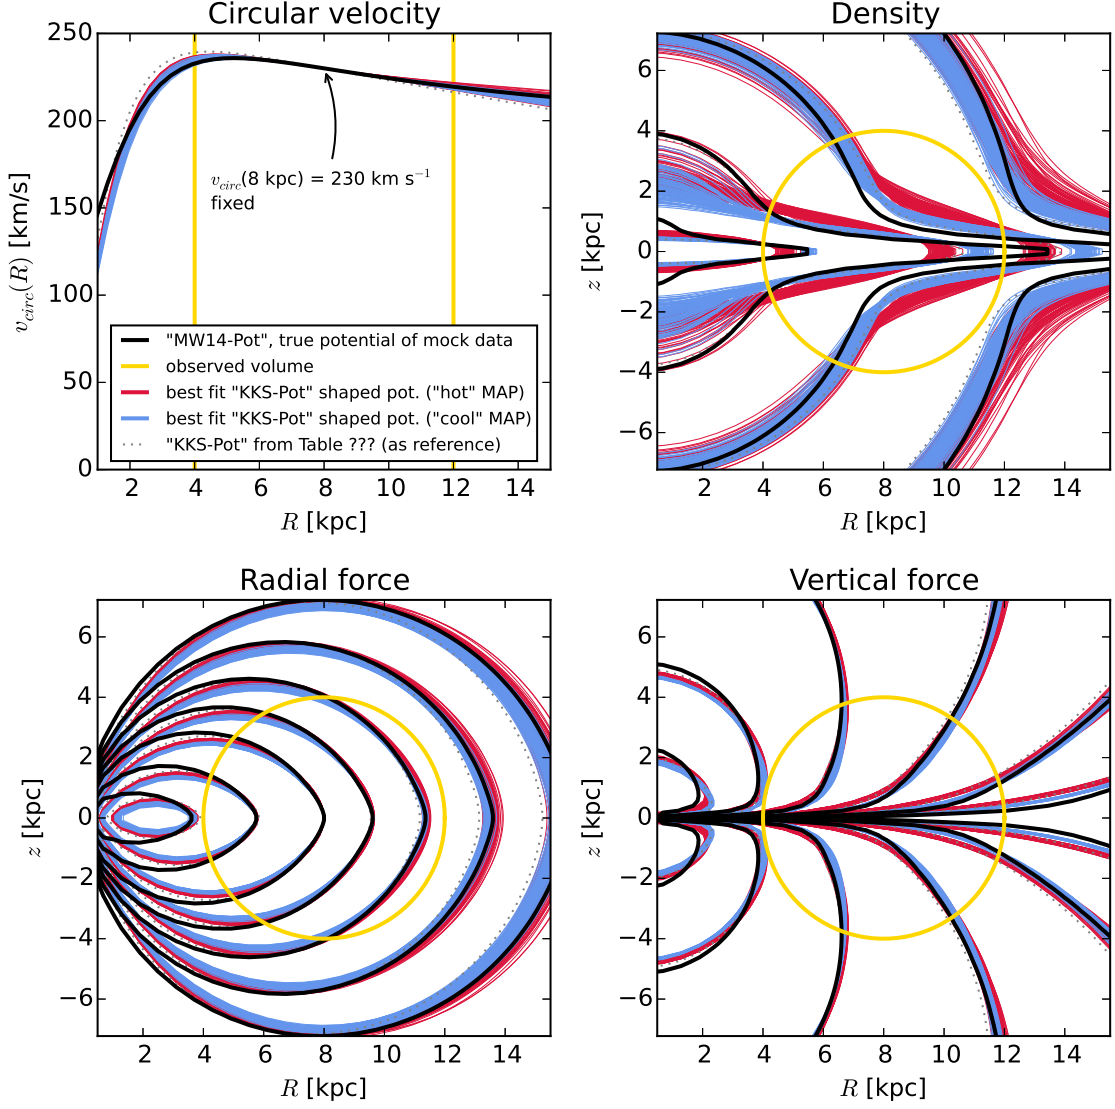 Circular velocity
250
200
150
100
50
0
v_circ(R) [km/s]
v_circ(8 kpc) = 230 km s⁻¹
fixed
"MW14-Pot", true potential of mock data
observed volume
best fit "KKS-Pot" shaped pot. ("hot" MAP)
best fit "KKS-Pot" shaped pot. ("cool" MAP)
"KKS-Pot" from Table ??? (as reference)
2 4 6 8 10 12 14
R [kpc]
Density
6
4
2
0
−2
−4
−6
z [kpc]
2 4 6 8 10 12 14
R [kpc]
Radial force
6
4
2
0
−2
−4
−6
z [kpc]
2 4 6 8 10 12 14
R [kpc]
Vertical force
6
4
2
0
−2
−4
−6
z [kpc]
2 4 6 8 10 12 14
R [kpc]